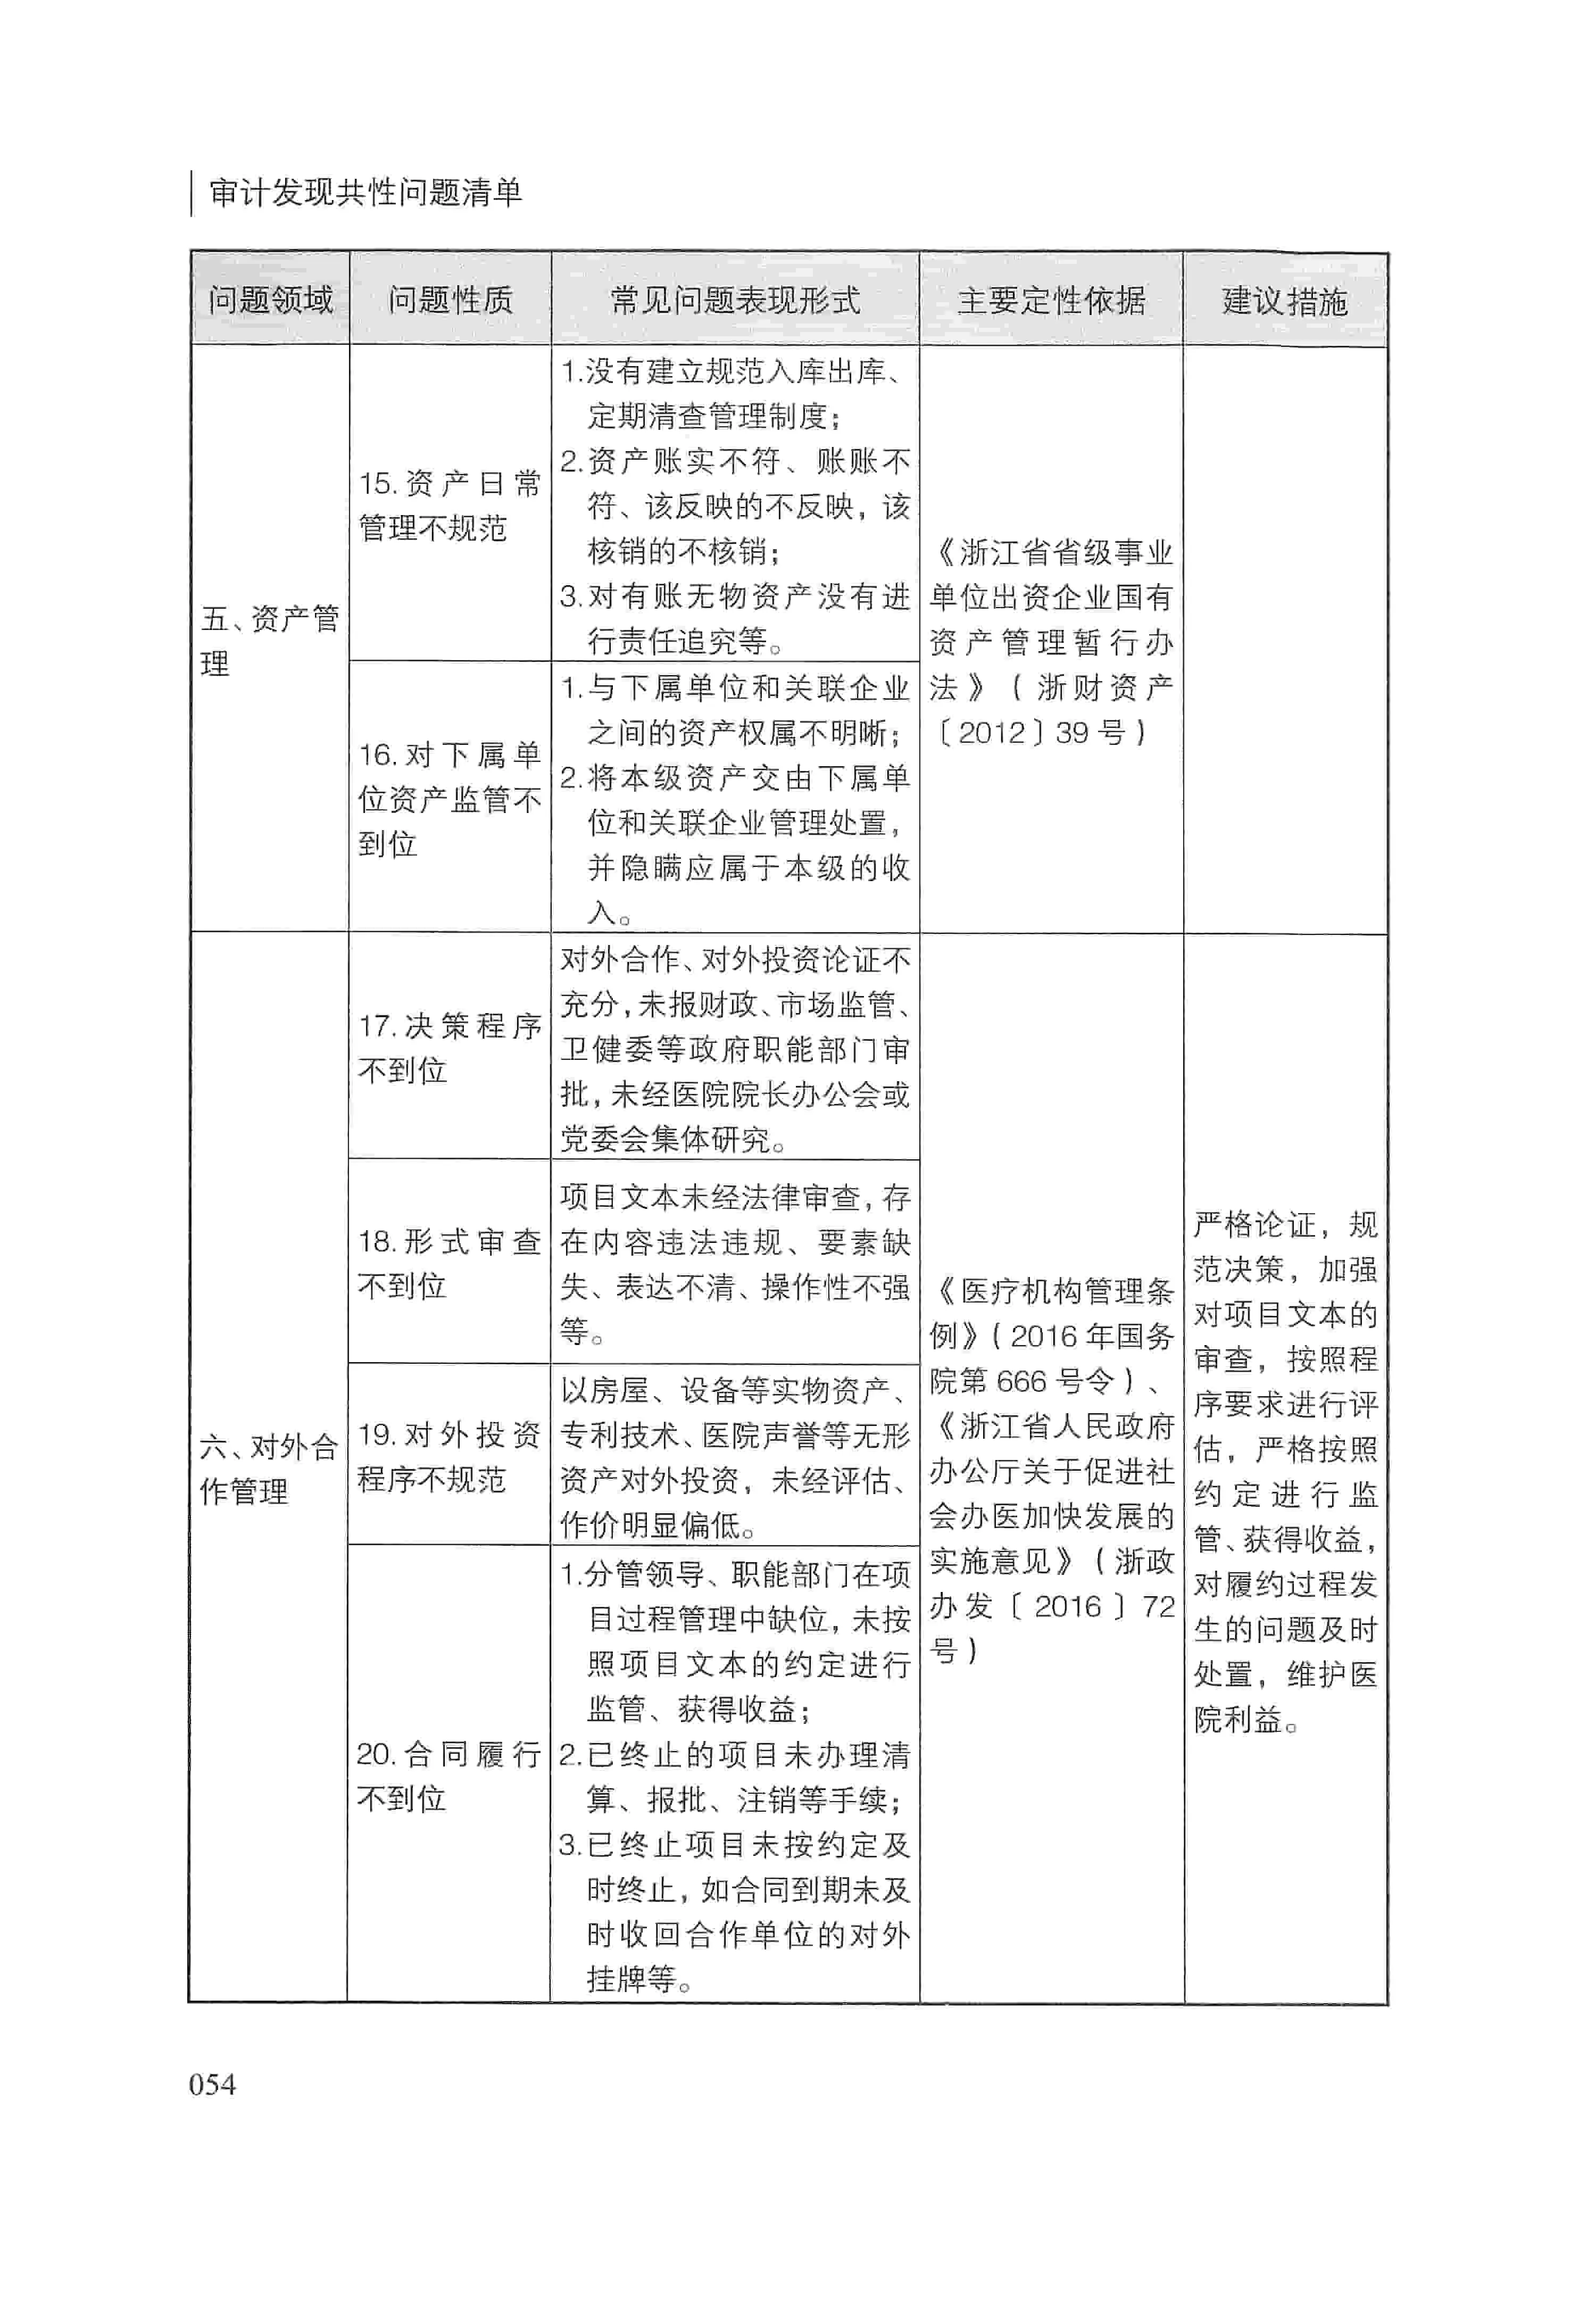 审计发现共性问题清单
问题领域
问题性质
常见问题表现形式
主要定性依据
建议措施
五、资产管
理
15.资产日常
管理不规范
1.没有建立规范入库出库、
定期清查管理制度；
2.资产账实不符、账账不
符、该反映的不反映，该
核销的不核销；
3.对有账无物资产没有进
行责任追究等。
《浙江省省级事业
单位出资企业国有
资产管理暂行办
法》（浙财资产
〔2012〕39号）
16.对下属单
位资产监管不
到位
1.与下属单位和关联企业
之间的资产权属不明晰；
2.将本级资产交由下属单
位和关联企业管理处置，
并隐瞒应属于本级的收
入。
六、对外合
作管理
17.决策程序
不到位
对外合作、对外投资论证不
充分，未报财政、市场监管、
卫健委等政府职能部门审
批，未经医院院长办公会或
党委会集体研究。
《医疗机构管理条
例》（2016年国务
院第666号令）、
《浙江省人民政府
办公厅关于促进社
会办医加快发展的
实施意见》（浙政
办发〔2016〕72
号）
严格论证，规
范决策，加强
对项目文本的
审查，按照程
序要求进行评
估，严格按照
约定进行监
管、获得收益，
对履约过程发
生的问题及时
处置，维护医
院利益。
18.形式审查
不到位
项目文本未经法律审查，存
在内容违法违规、要素缺
失、表达不清、操作性不强
等。
19.对外投资
程序不规范
以房屋、设备等实物资产、
专利技术、医院声誉等无形
资产对外投资，未经评估、
作价明显偏低。
20.合同履行
不到位
1.分管领导、职能部门在项
目过程管理中缺位，未按
照项目文本的约定进行
监管、获得收益；
2.已终止的项目未办理清
算、报批、注销等手续；
3.已终止项目未按约定及
时终止，如合同到期未及
时收回合作单位的对外
挂牌等。
054